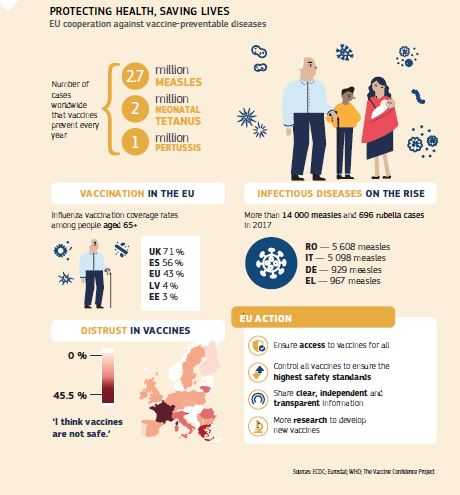 PROTECTING HEALTH, SAVING LIVES
EU cooperation against vaccine-preventable diseases
Number of
cases
worldwide
that vaccines
prevent every
year
2.7 million
MEASLES
2 million
NEONATAL
TETANUS
1 million
PERTUSSIS
VACCINATION IN THE EU
Influenza vaccination coverage rates
among people aged 65+
UK 71 %
ES 56 %
EU 43 %
LV 4 %
EE 3 %
INFECTIOUS DISEASES ON THE RISE
More than 14 000 measles and 696 rubella cases
in 2017
RO — 5 608 measles
IT — 5 098 measles
DE — 929 measles
EL — 967 measles
DISTRUST IN VACCINES
0 %
45.5 %
'I think vaccines
are not safe.'
EU ACTION
Ensure access to vaccines for all
Control all vaccines to ensure the
highest safety standards
Share clear, independent and
transparent information
More research to develop
new vaccines
Sources: ECDC; Eurostat; WHO; The Vaccine Confidence Project